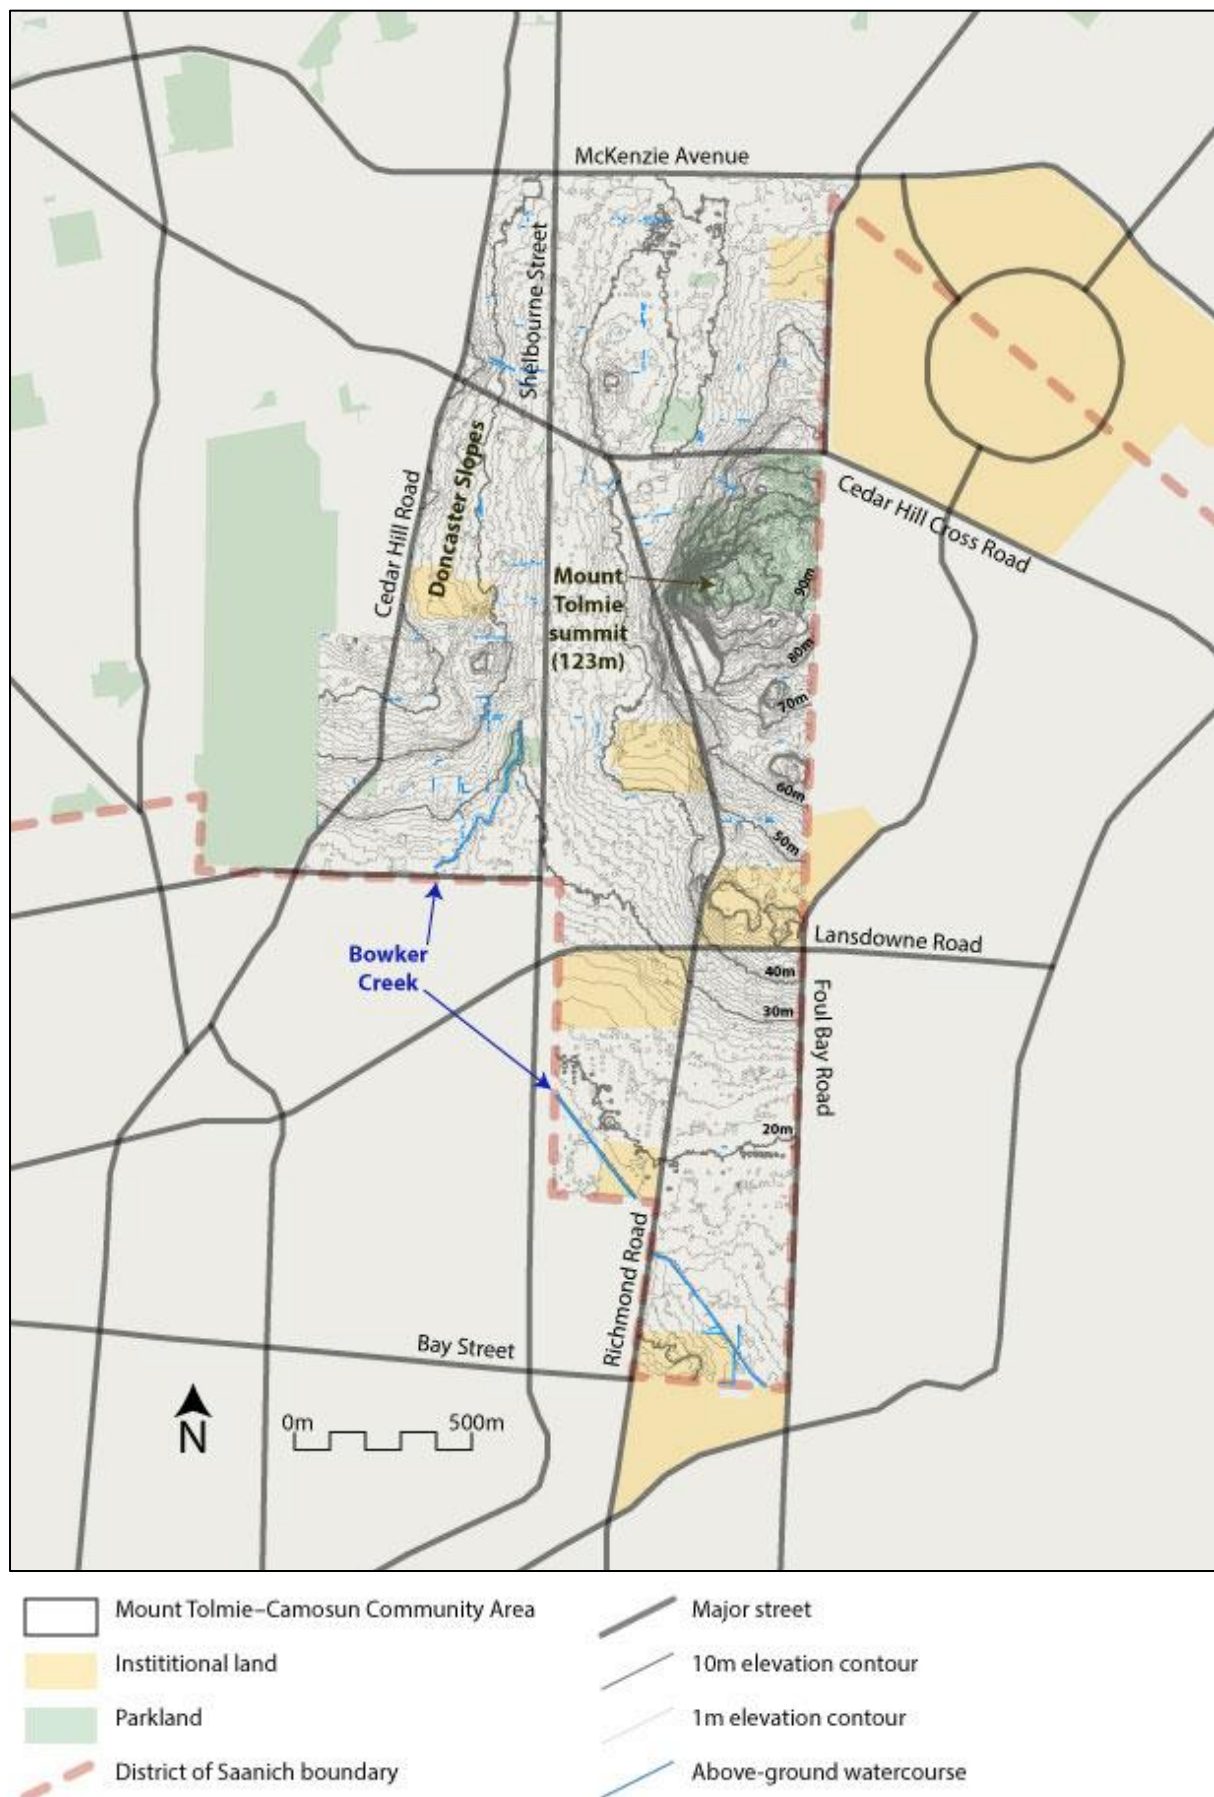 McKenzie Avenue
Shelbourne Street
Doncaster Slopes
Cedar Hill Road
Cedar Hill Cross Road
Mount
Tolmie
summit
(123m)
90m
80m
70m
60m
50m
Lansdowne Road
Bowker
Creek
40m
30m
Foul Bay Road
20m
Richmond Road
Bay Street
N
0m 500m
Mount Tolmie–Camosun Community Area
Instititional land
Parkland
District of Saanich boundary
Major street
10m elevation contour
1m elevation contour
Above-ground watercourse